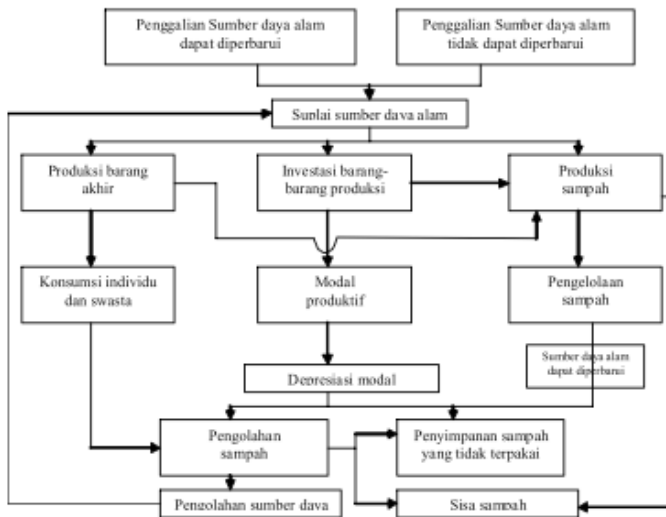 Penggalian Sumber daya alam
dapat diperbarui
Penggalian Sumber daya alam
tidak dapat diperbarui
Suplai sumber daya alam
Produksi barang
akhir
Investasi barang-
barang produksi
Produksi
sampah
Konsumsi individu
dan swasta
Modal
produktif
Pengelolaan
sampah
Sumber daya alam
dapat diperbarui
Depresiasi modal
Pengolahan
sampah
Penyimpanan sampah
yang tidak terpakai
Pengolahan sumber daya
Sisa sampah